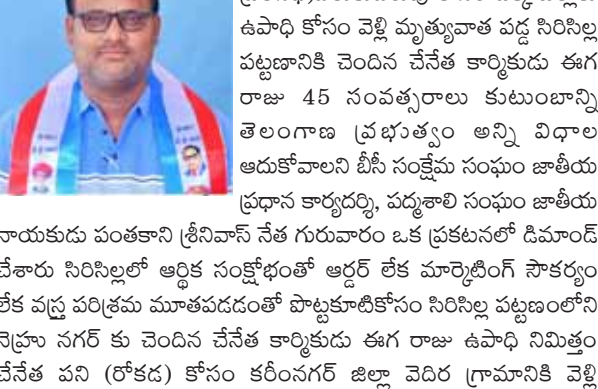 ఉపాధి కోసం వెళ్లి మృత్యువాత పడ్డ సిరిసిల్ల
పట్టణానికి చెందిన చేనేత కార్మికుడు ఈగ
రాజు 45 సంవత్సరాలు కుటుంబాన్ని
తెలంగాణ ప్రభుత్వం అన్ని విధాల
ఆదుకోవాలని బీసీ సంక్షేమ సంఘం జాతీయ
ప్రధాన కార్యదర్శి, పద్మశాలి సంఘం జాతీయ
నాయకుడు పంతకాని శ్రీనివాస్ నేత గురువారం ఒక ప్రకటనలో డిమాండ్
చేశారు సిరిసిల్లలో ఆర్థిక సంక్షోభంతో ఆర్డర్ లేక మార్కెటింగ్ సౌకర్యం
లేక వస్త్ర పరిశ్రమ మూతపడడంతో పొట్టకూటికోసం సిరిసిల్ల పట్టణంలోని
నెహ్రు నగర్ కు చెందిన చేనేత కార్మికుడు ఈగ రాజు ఉపాధి నిమిత్తం
చేనేత పని (రోకడ) కోసం కరీంనగర్ జిల్లా వెదిర గ్రామానికి వెళ్లి